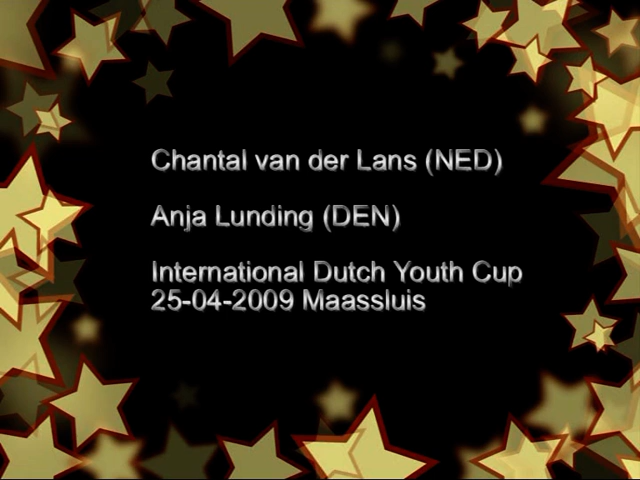 Chantal van der Lans (NED)
Anja Lunding (DEN)
International Dutch Youth Cup
25-04-2009 Maassluis